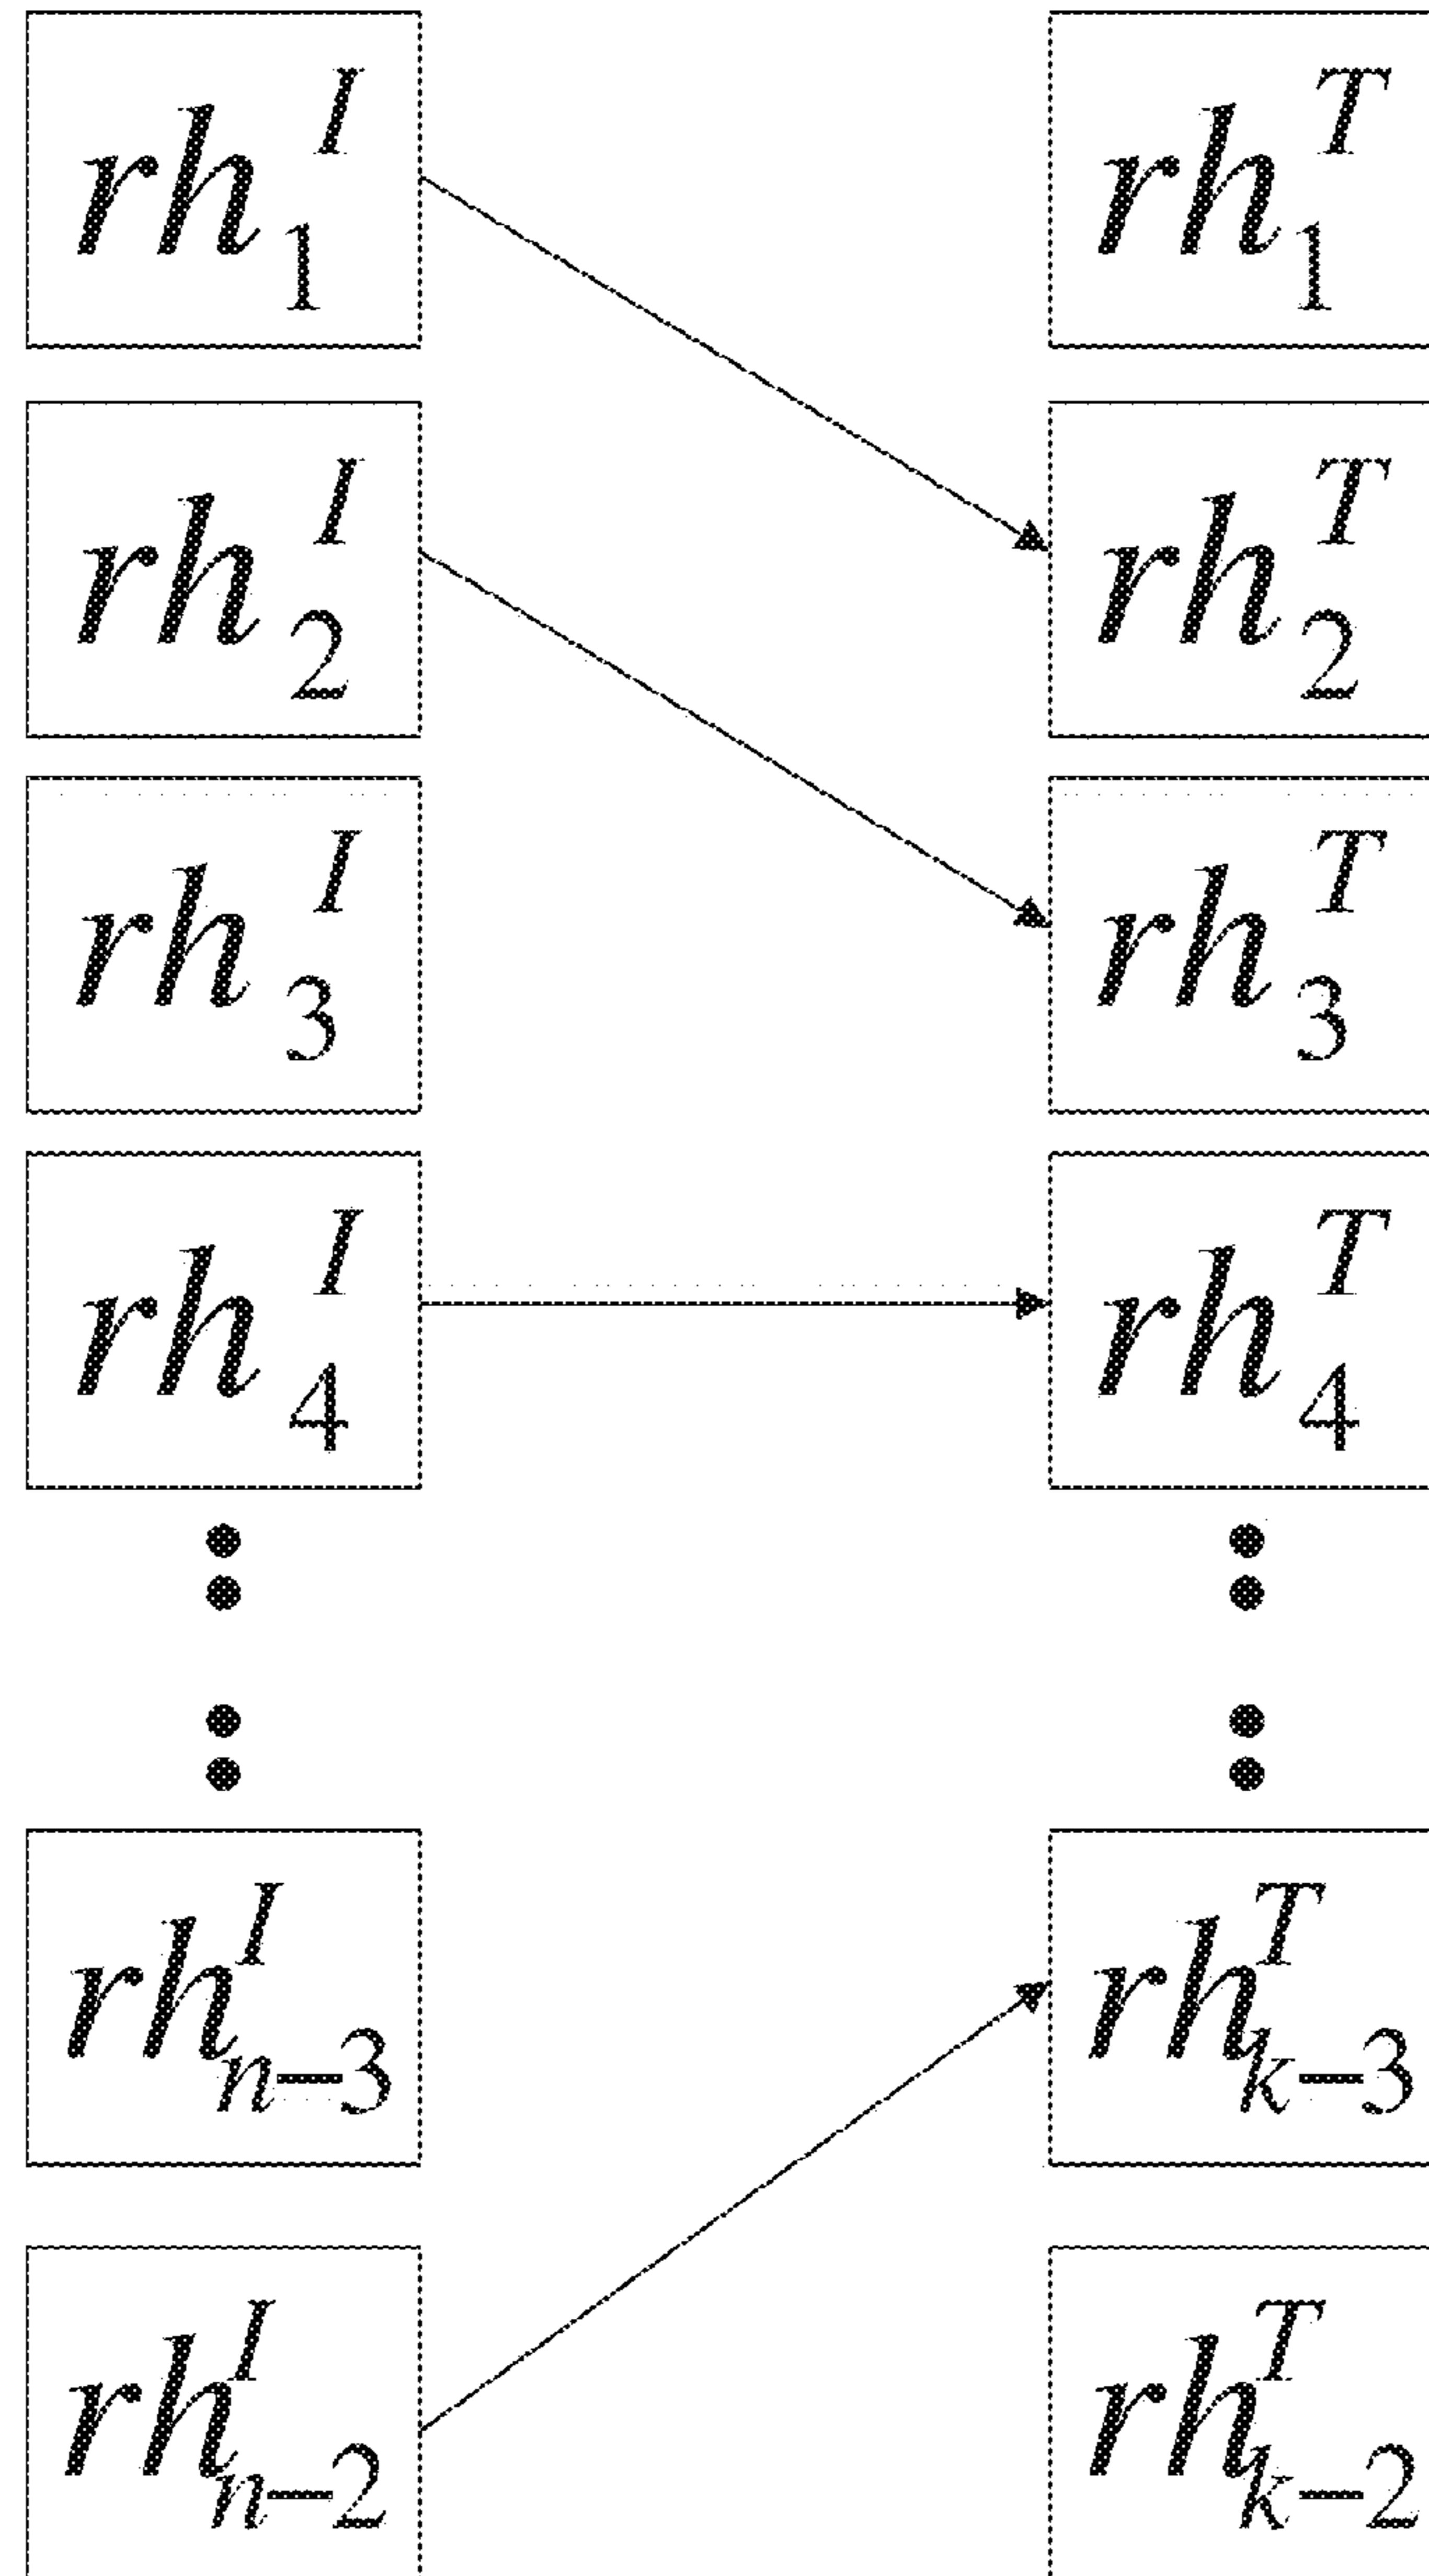 rh_1^I rh_1^T
rh_2^I rh_2^T
rh_3^I rh_3^T
rh_4^I rh_4^T
rh_{n-3}^I rh_{k-3}^T
rh_{n-2}^I rh_{k-2}^T